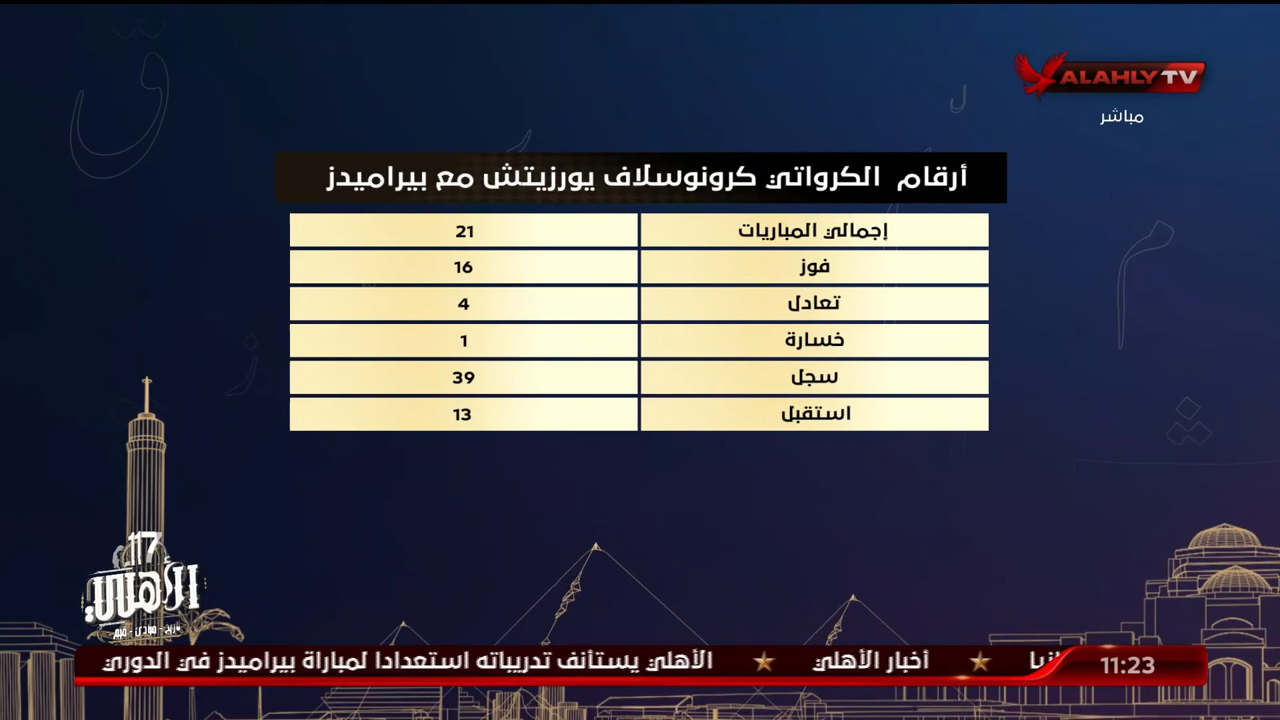 ALAHLY TV
مباشر
أرقام الكرواتي كرونوسلاف يورزيتش مع بيراميدز
إجمالي المباريات 21
فوز 16
تعادل 4
خسارة 1
سجل 39
استقبل 13
117
الأهلي
11:23 أخبار الأهلي الأهلي يستأنف تدريباته استعدادا لمباراة بيراميدز في الدوري